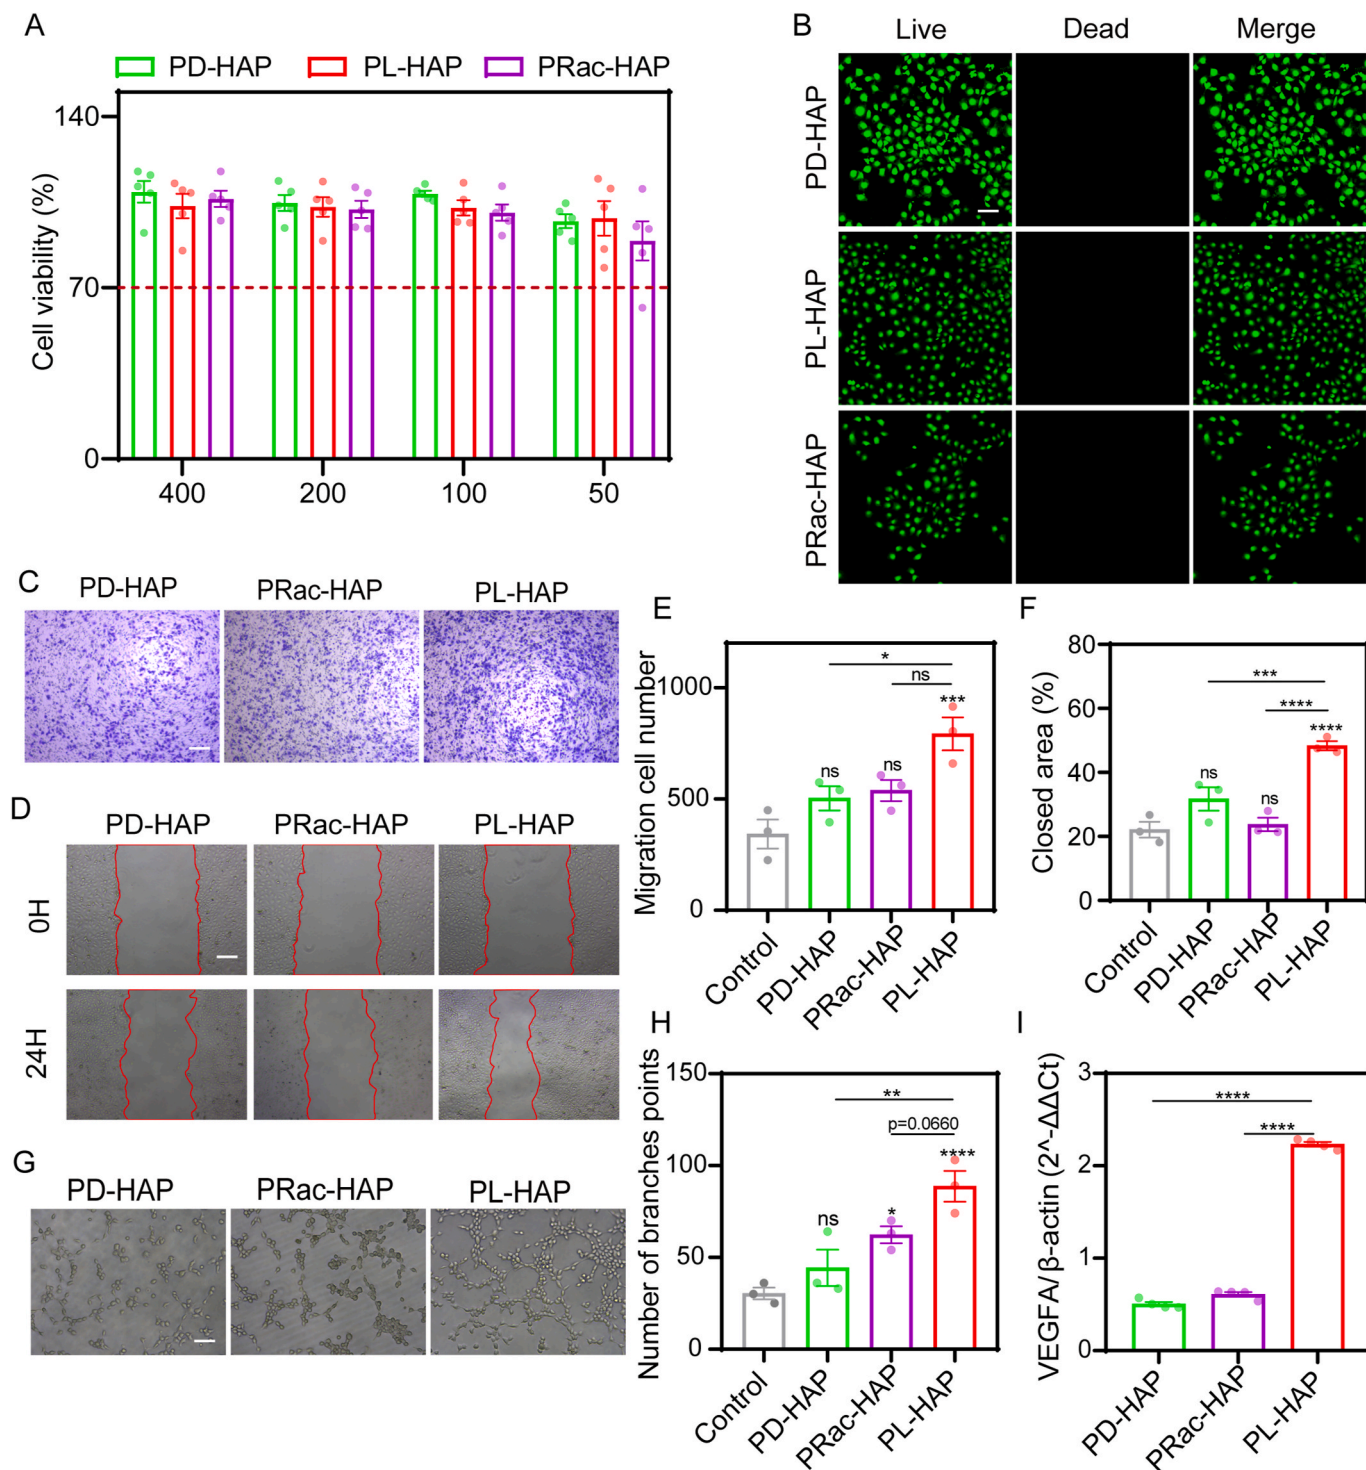 A
PD-HAP PL-HAP PRac-HAP
Cell viability (%)
140
70
0
400 200 100 50
B
Live Dead Merge
PD-HAP
PL-HAP
PRac-HAP
C
PD-HAP PRac-HAP PL-HAP
D
PD-HAP PRac-HAP PL-HAP
0H
24H
E
Migration cell number
1000
500
0
*
ns
***
ns
ns
Control PD-HAP PRac-HAP PL-HAP
F
Closed area (%)
80
60
40
20
0
***
****
****
ns
ns
Control PD-HAP PRac-HAP PL-HAP
G
PD-HAP PRac-HAP PL-HAP
H
Number of branches points
150
100
50
0
**
p=0.0660
****
*
ns
Control PD-HAP PRac-HAP PL-HAP
I
VEGFA/β-actin (2^-ΔΔCt)
3
2
1
0
****
****
PD-HAP PRac-HAP PL-HAP